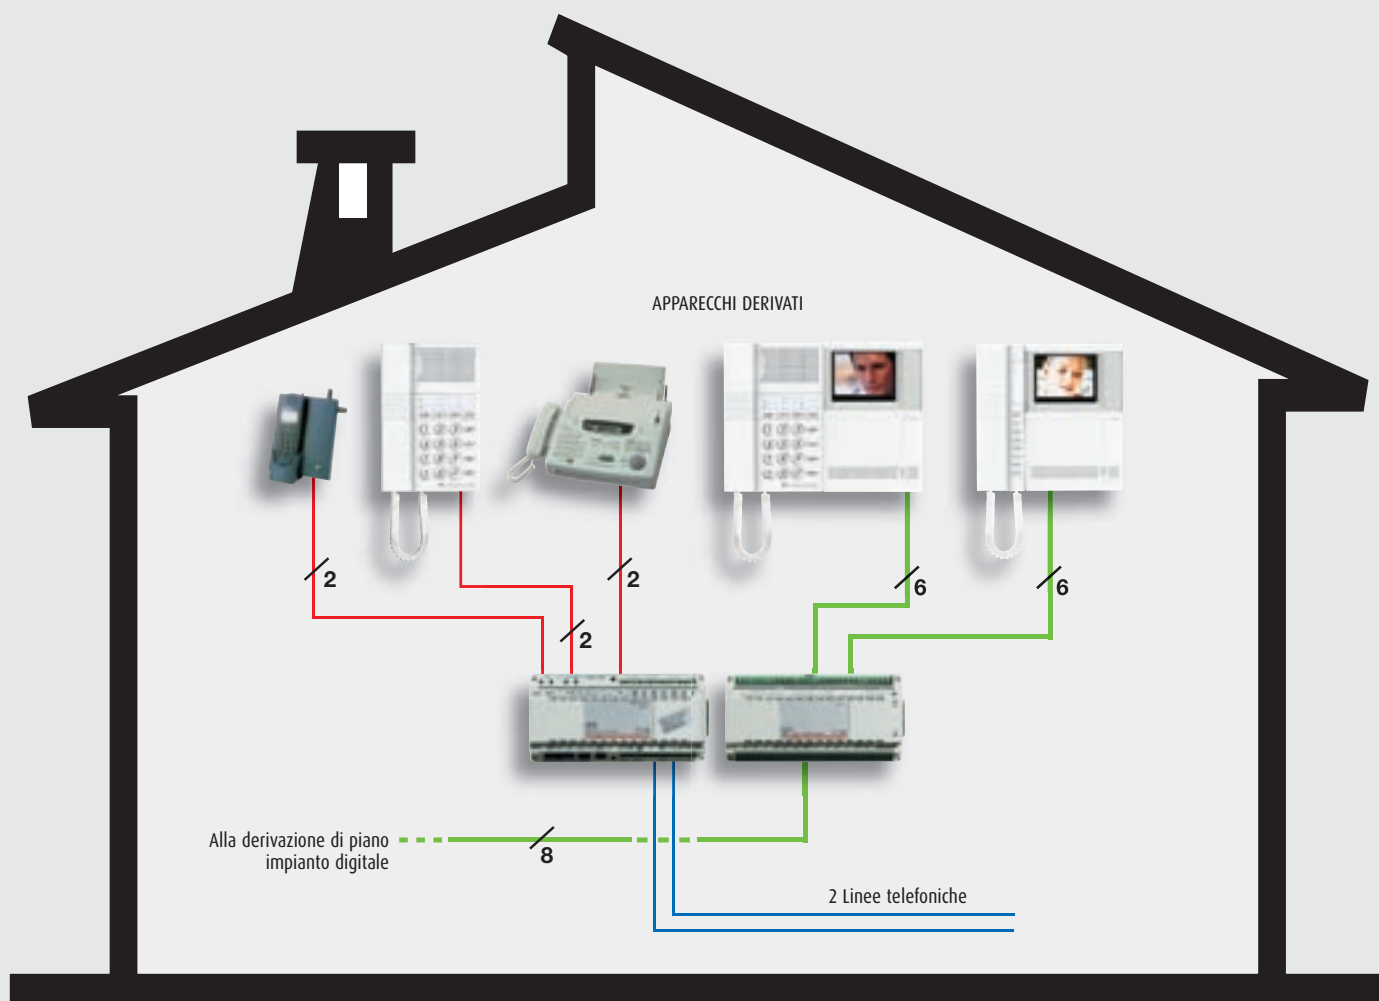 APPARECCHI DERIVATI
2
2
2
6
6
Alla derivazione di piano
impianto digitale
8
2 Linee telefoniche